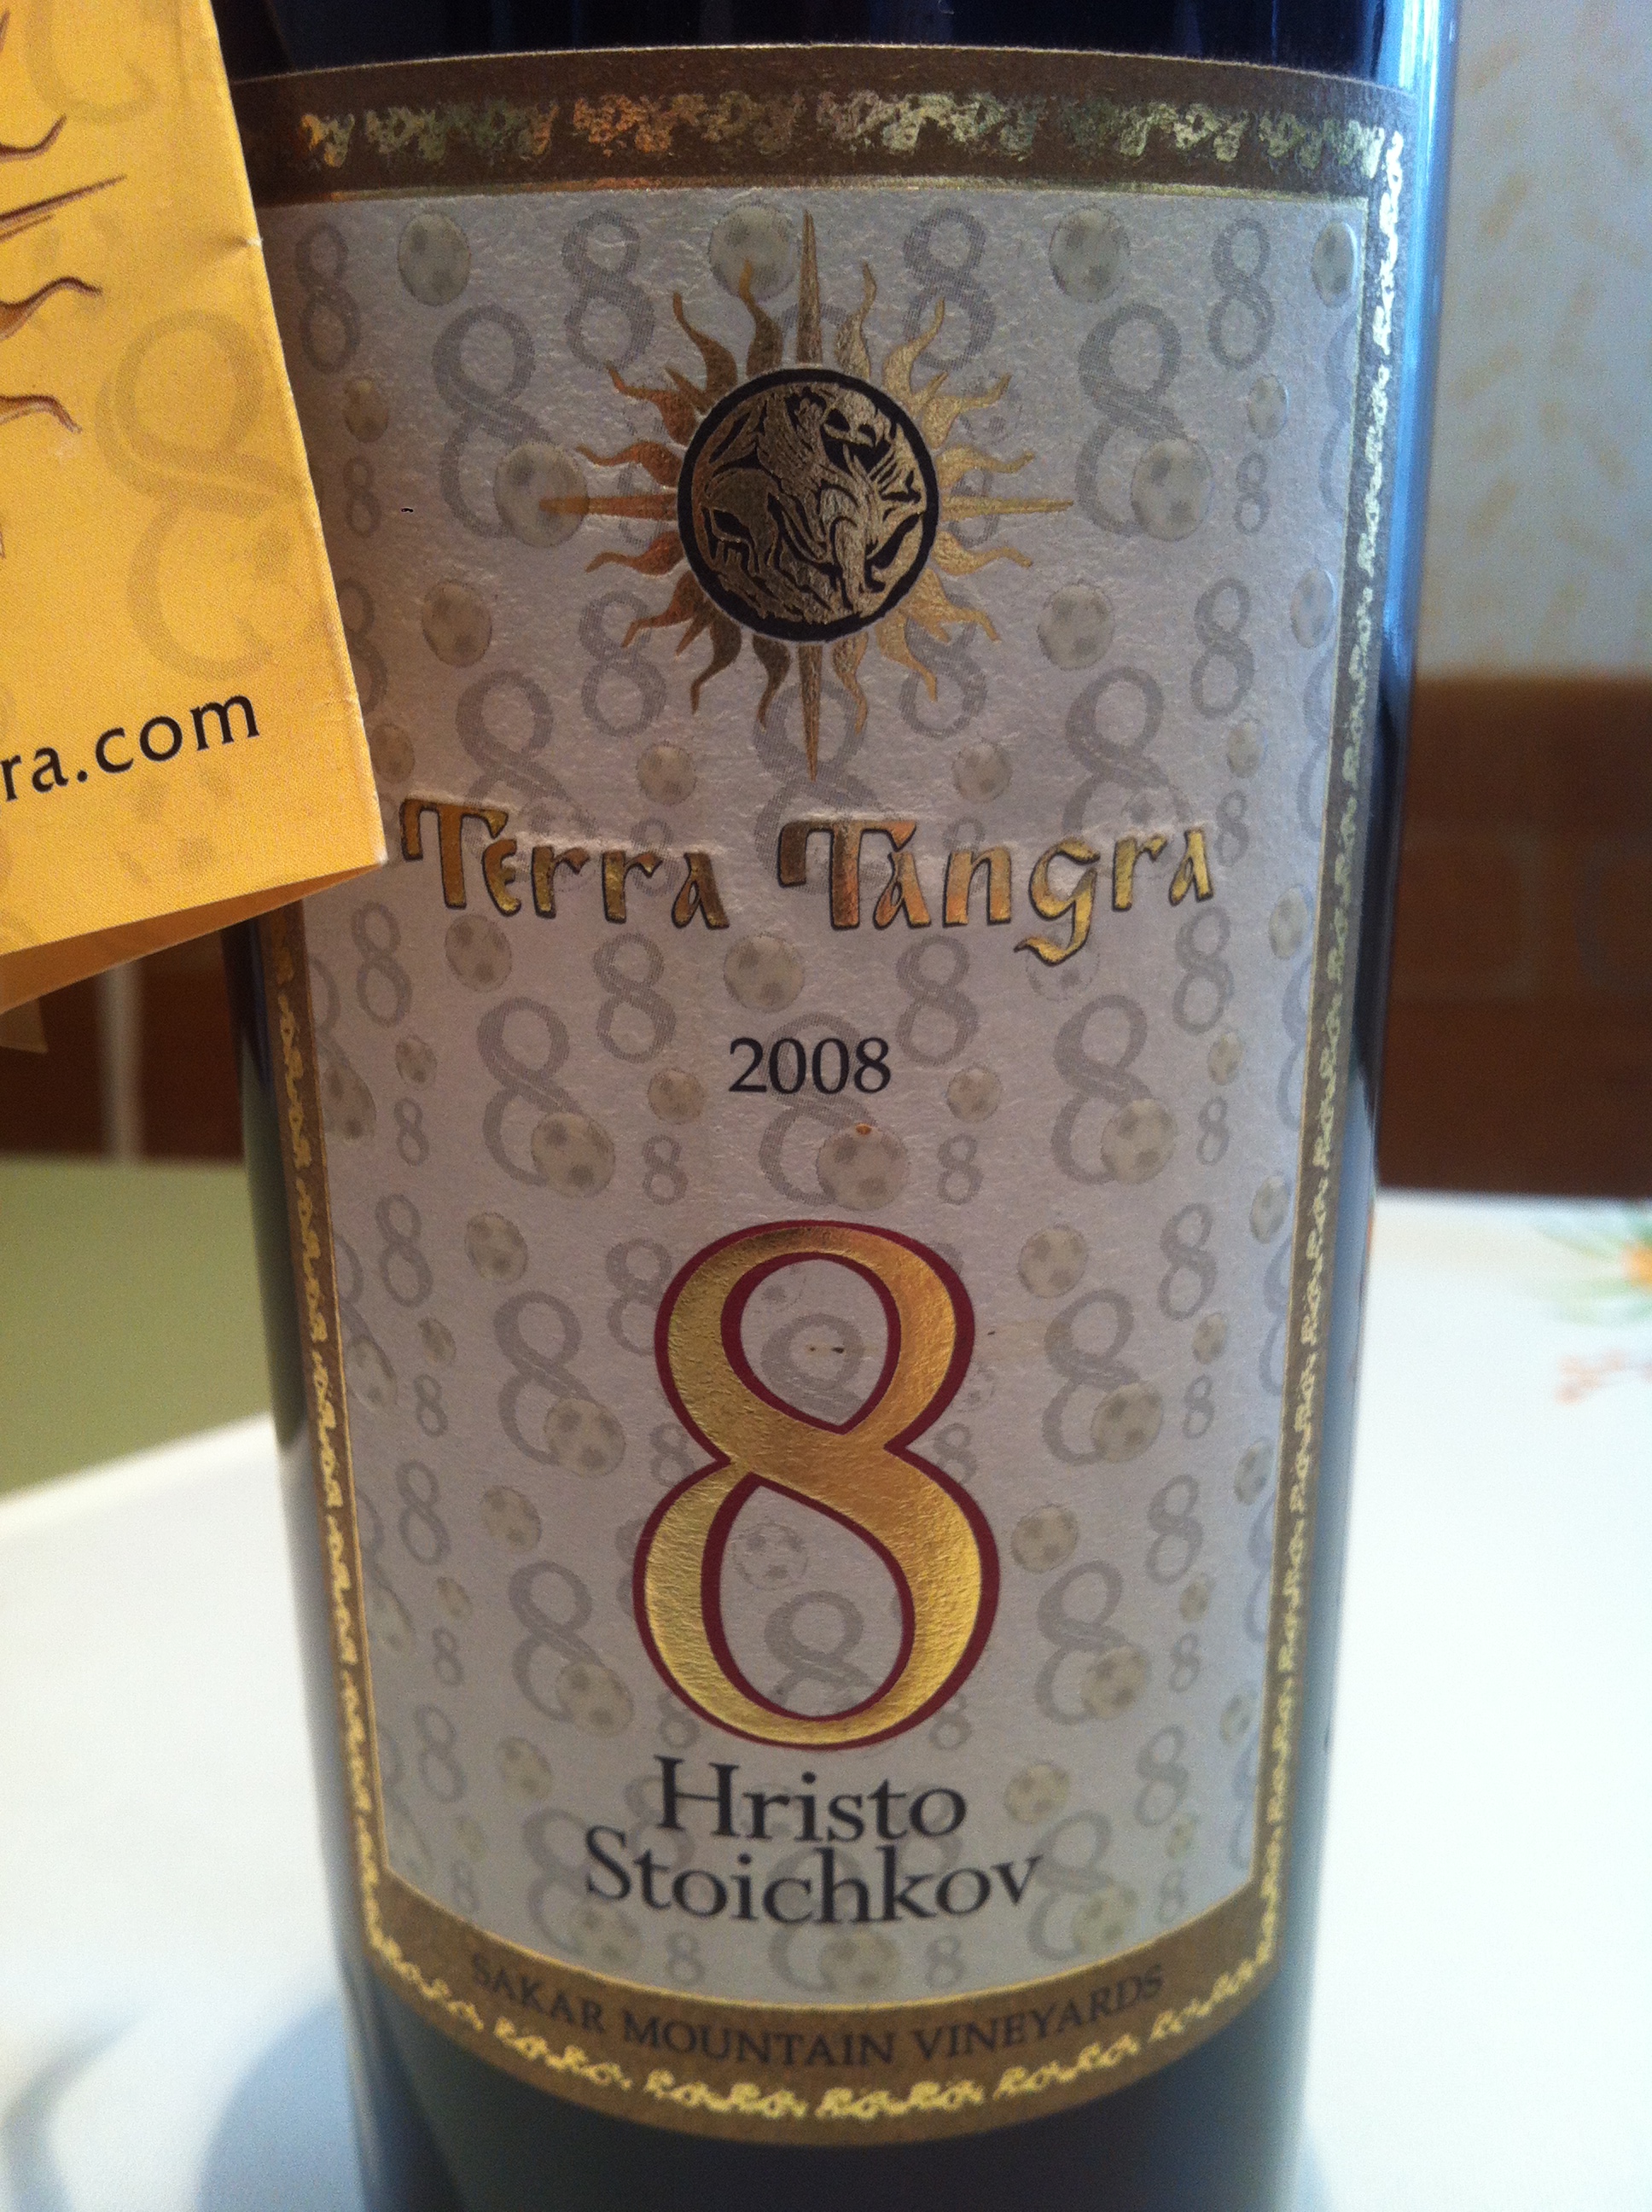 ra.com
Terra Tangra
2008
8
Hristo
Stoichkov
SAKAR MOUNTAIN VINEYARDS